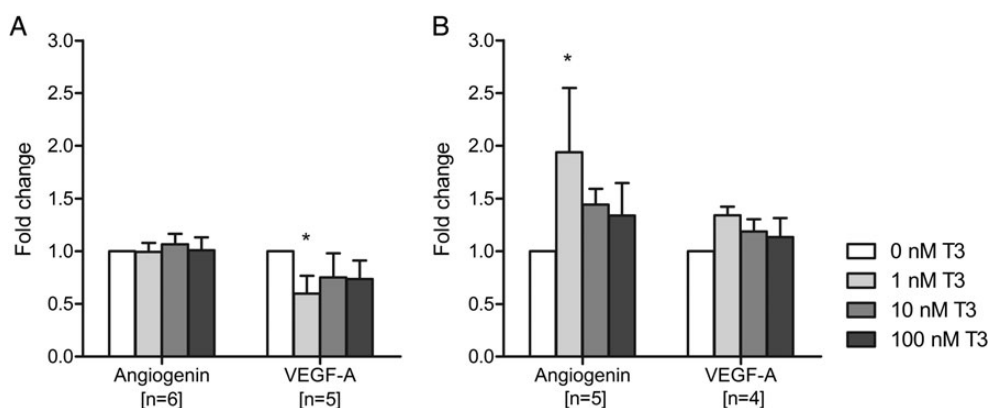 A
Fold change
3.0
2.5
2.0
1.5
1.0
0.5
0.0
*
Angiogenin
[n=6]
VEGF-A
[n=5]
B
Fold change
3.0
2.5
2.0
1.5
1.0
0.5
0.0
*
Angiogenin
[n=5]
VEGF-A
[n=4]
0 nM T3
1 nM T3
10 nM T3
100 nM T3